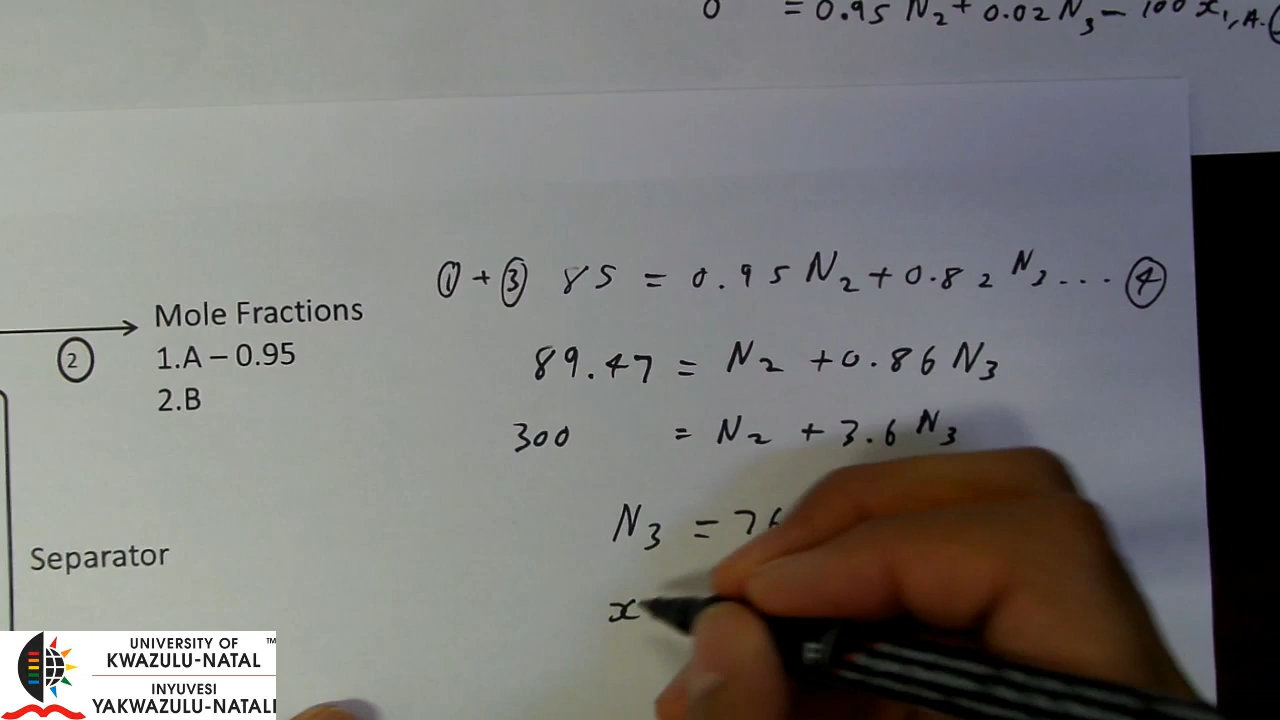 0 = 0.95 N2 + 0.02 N3 - 100 x1,A.
① + ③ 85 = 0.95 N2 + 0.82 N3 ... ④
Mole Fractions
1.A – 0.95
②
2.B
89.47 = N2 + 0.86 N3
300 = N2 + 3.6 N3
N3 = 76
x
Separator
UNIVERSITY OF ™
KWAZULU-NATAL
INYUVESI
YAKWAZULU-NATALI